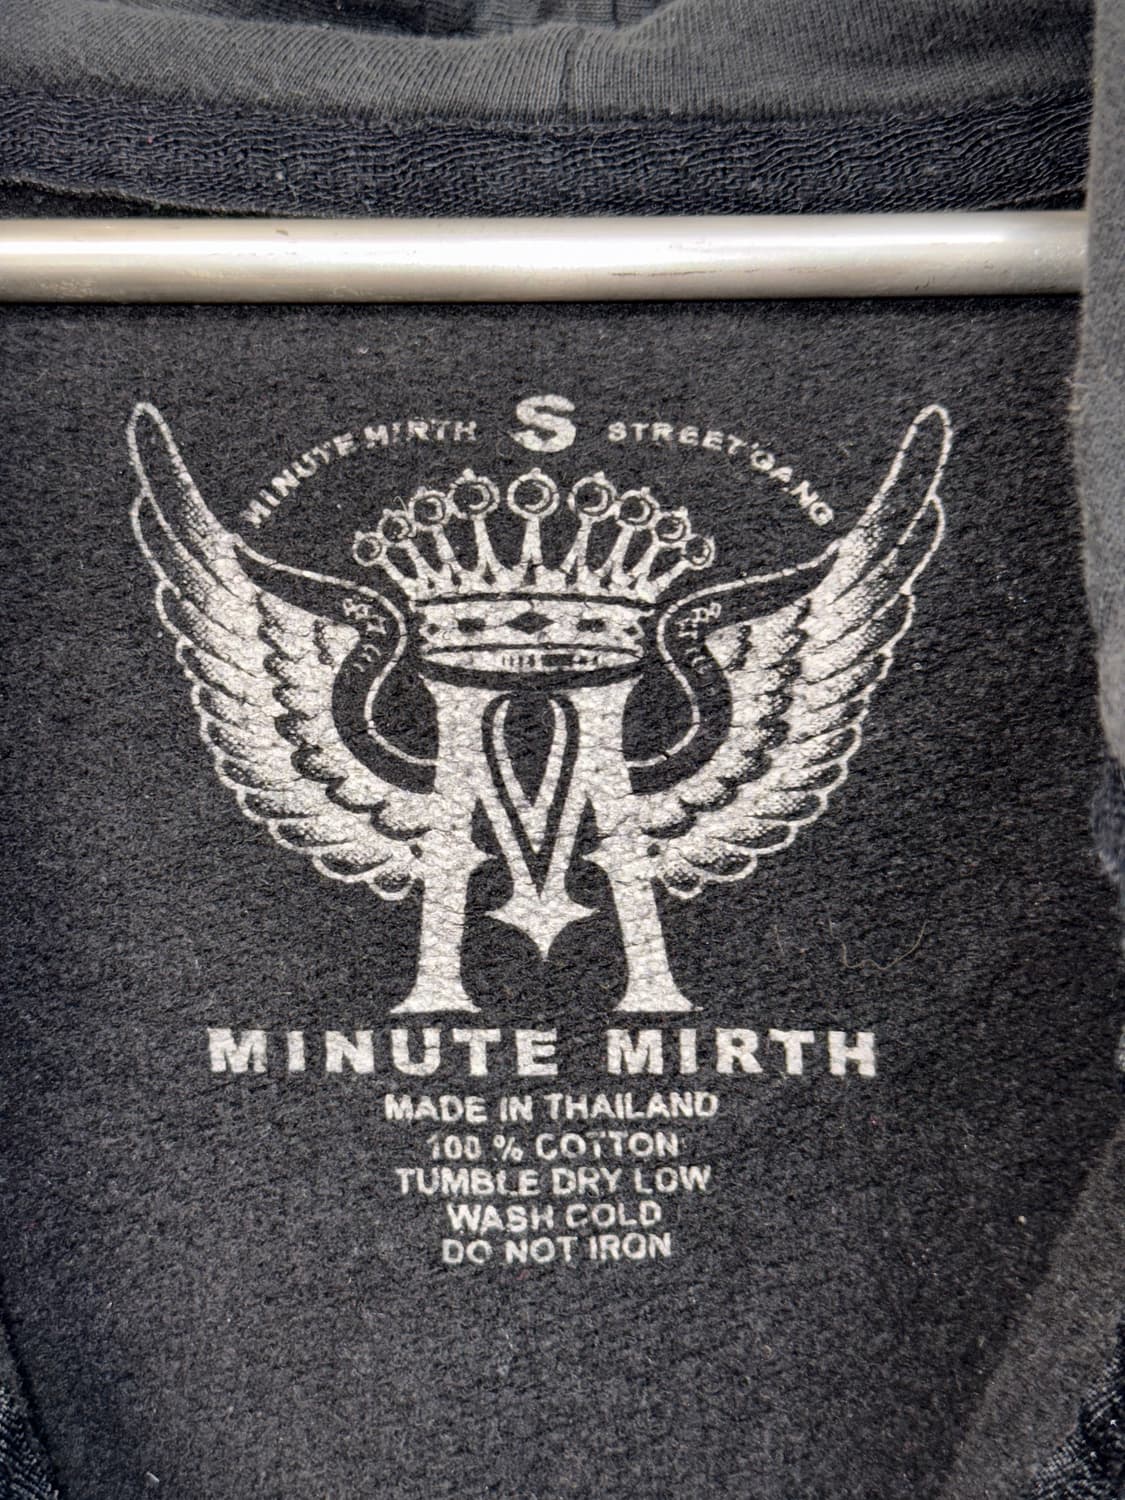 MINUTE MIRTH S STREET GANG
MINUTE MIRTH
MADE IN THAILAND
100 % COTTON
TUMBLE DRY LOW
WASH COLD
DO NOT IRON